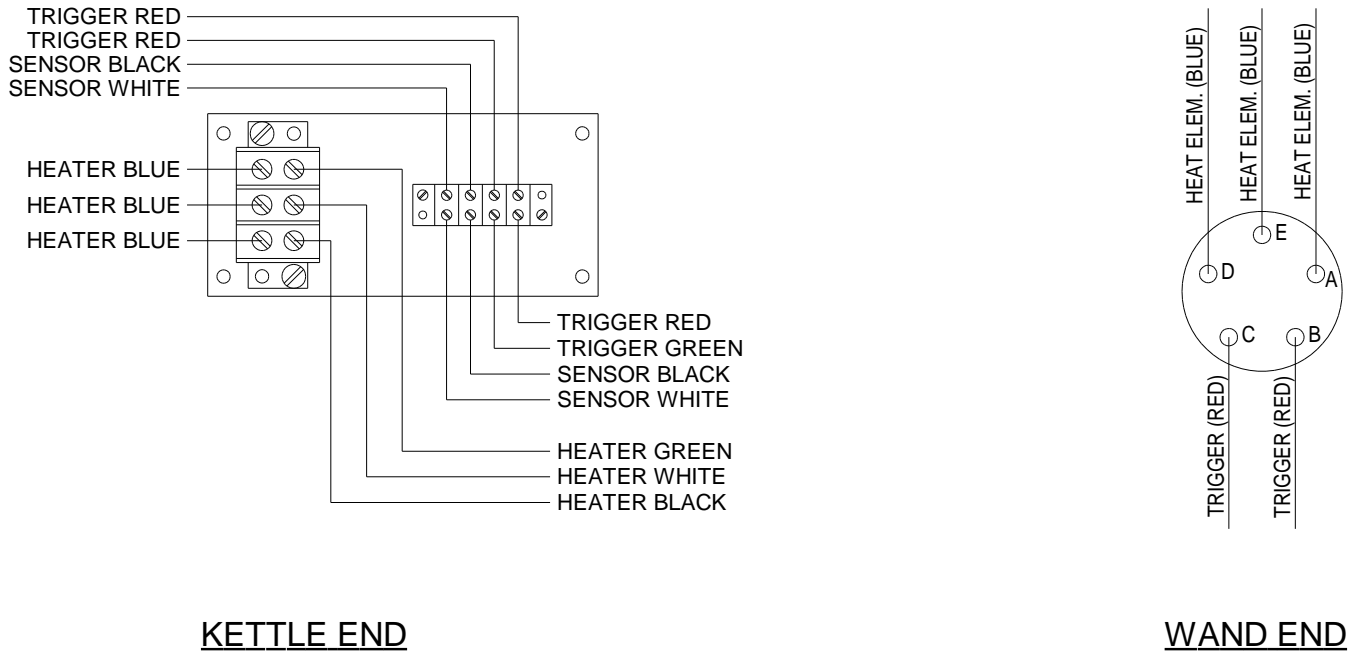 TRIGGER RED
TRIGGER RED
SENSOR BLACK
SENSOR WHITE
HEATER BLUE
HEATER BLUE
HEATER BLUE
TRIGGER RED
TRIGGER GREEN
SENSOR BLACK
SENSOR WHITE
HEATER GREEN
HEATER WHITE
HEATER BLACK
KETTLE END
HEAT ELEM. (BLUE)
HEAT ELEM. (BLUE)
HEAT ELEM. (BLUE)
E
D
A
C
B
TRIGGER (RED)
TRIGGER (RED)
WAND END